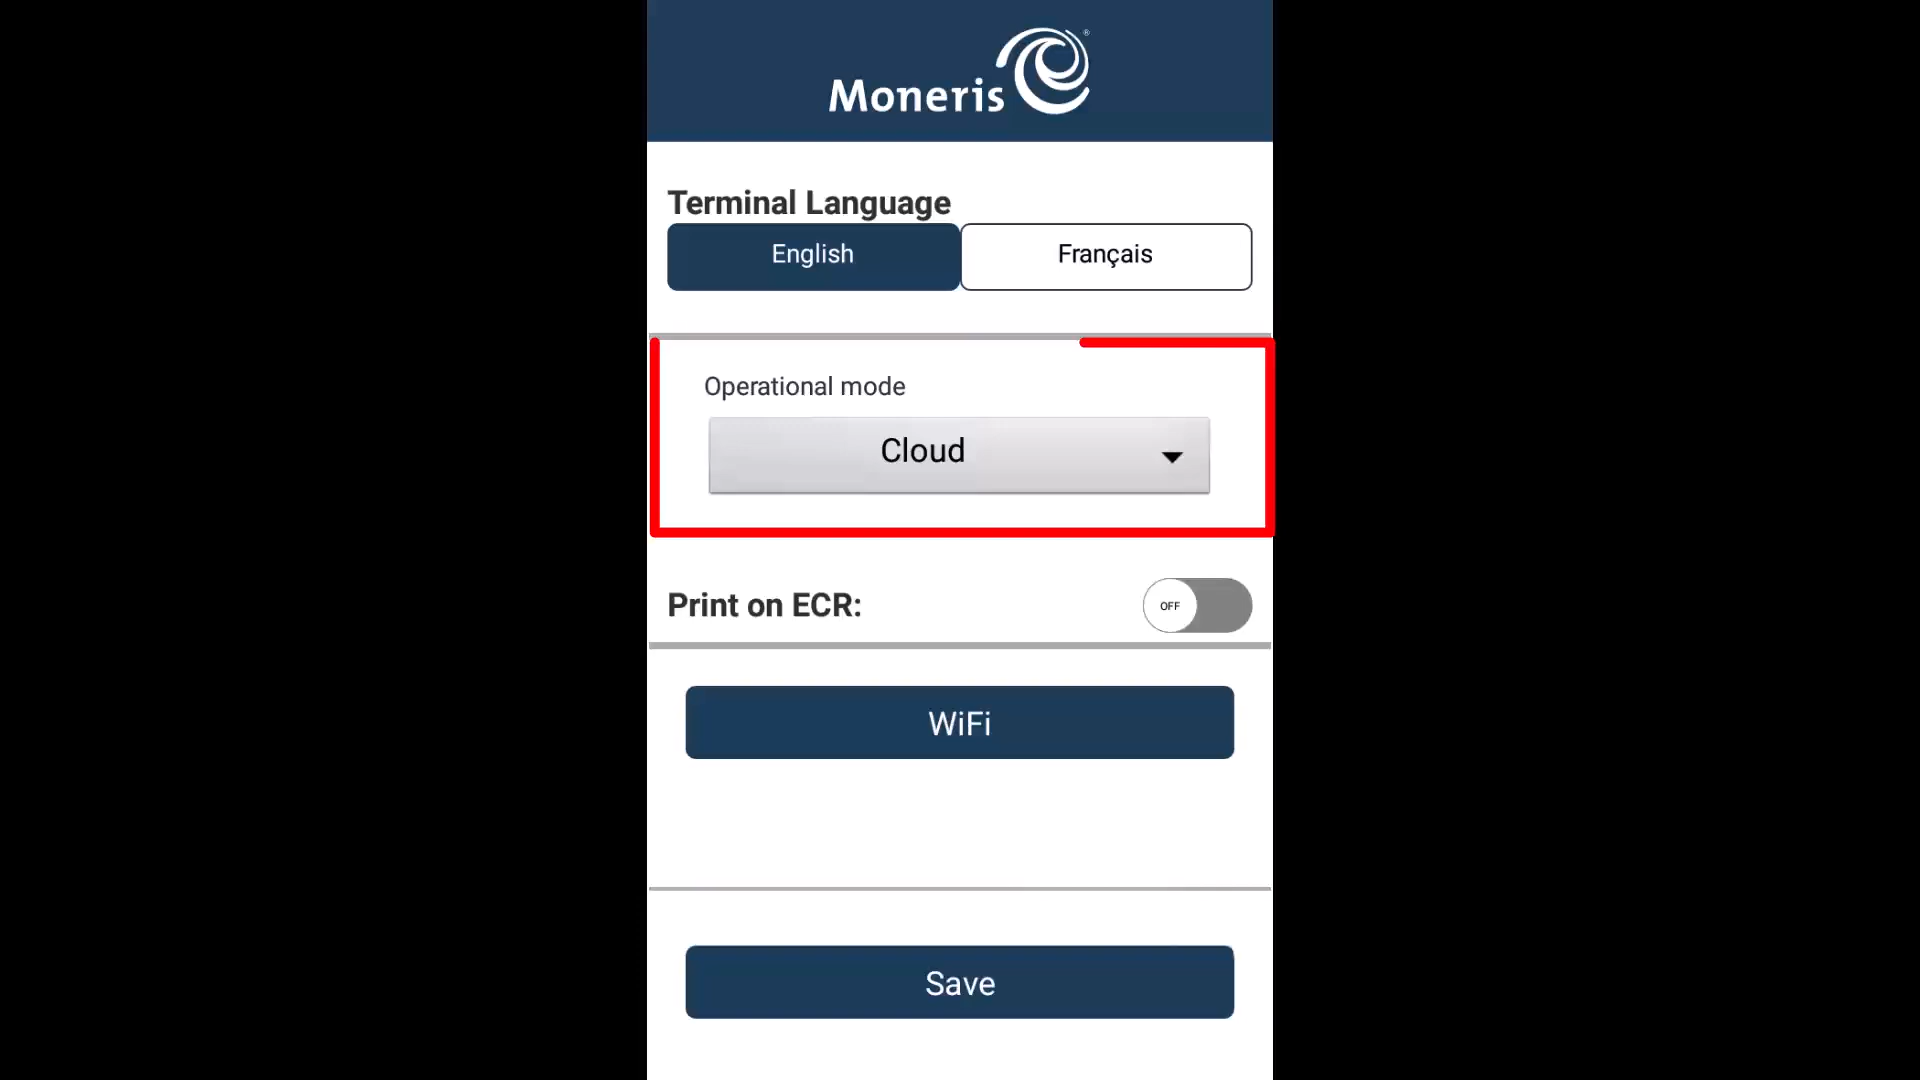 Moneris®
Terminal Language
English
Français
Operational mode
Cloud
Print on ECR:
OFF
WiFi
Save